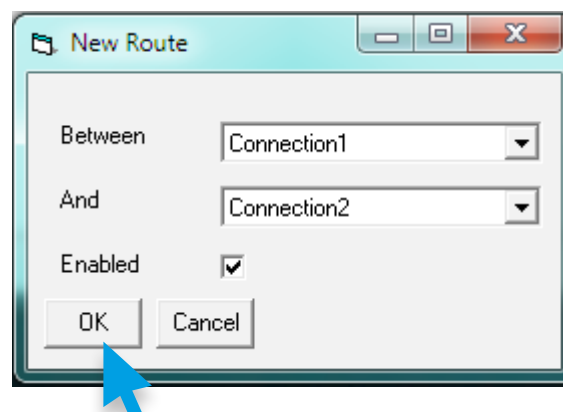 New Route
Between Connection1
And Connection2
Enabled
OK Cancel